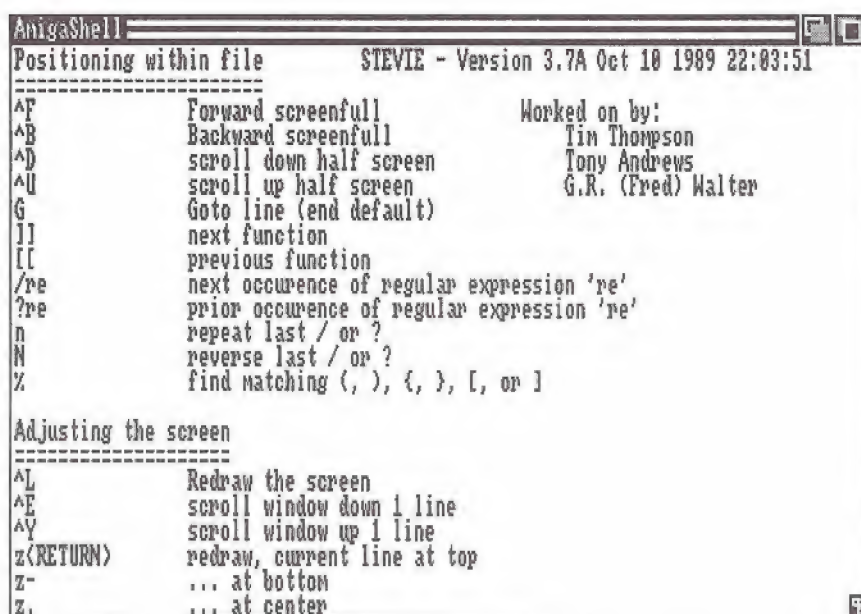 AmigaShell
Positioning within file STEVIE - Version 3.7A Oct 10 1989 22:03:51
=======================
^F Forward screenfull Worked on by:
^B Backward screenfull Tim Thompson
^D scroll down half screen Tony Andrews
^U scroll up half screen G.R. (Fred) Walter
G Goto line (end default)
]] next function
[[ previous function
/re next occurence of regular expression 're'
?re prior occurence of regular expression 're'
n repeat last / or ?
N reverse last / or ?
% find matching (, ), {, }, [, or ]
Adjusting the screen
====================
^L Redraw the screen
^E scroll window down 1 line
^Y scroll window up 1 line
z(RETURN) redraw, current line at top
z- ... at bottom
z. ... at center